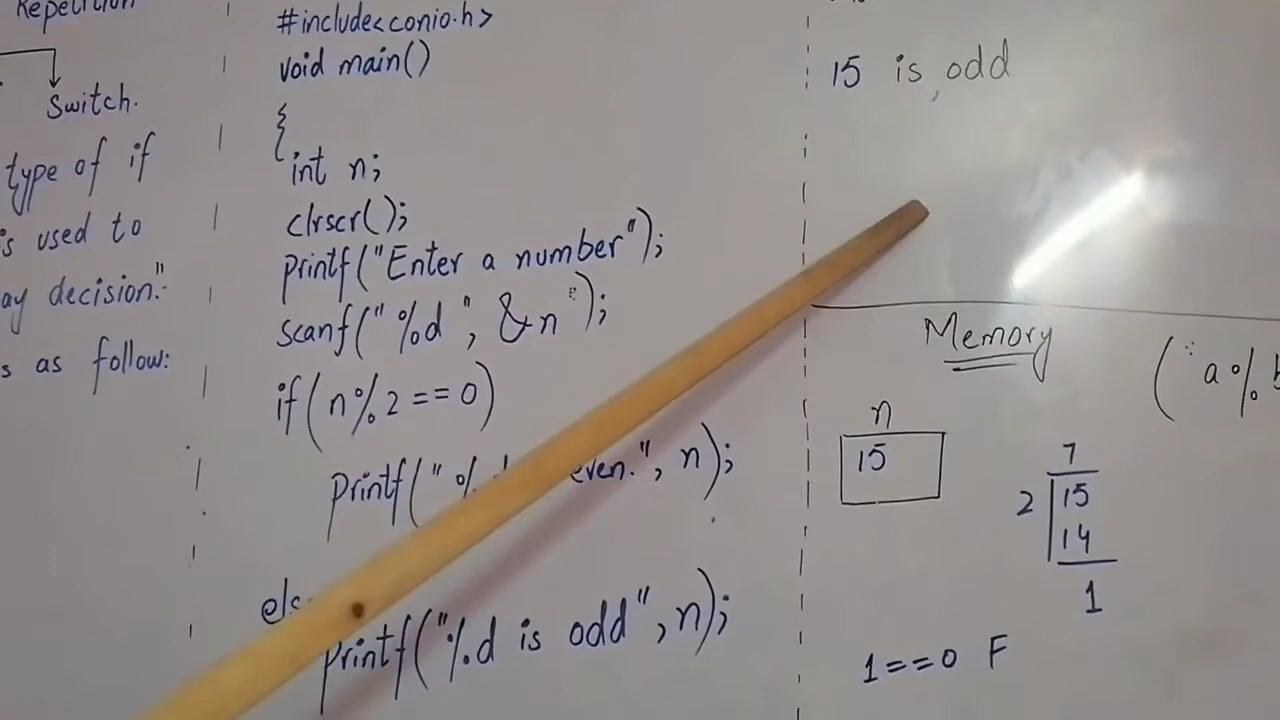 Repetition
Switch.
type of if
is used to
ay decision."
s as follow:
#include<conio.h>
void main()
{
int n;
clrscr();
printf("Enter a number");
scanf("%d", &n");
if(n%2==0)
printf("% even.", n);
els
printf("%d is odd", n);
15 is odd
Memory
(∵ a%
n
15
7
2 15
14
1
1==0 F